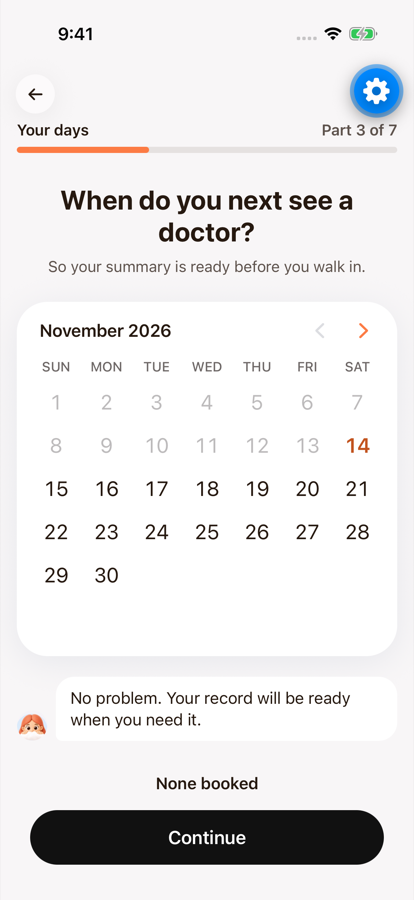 9:41
Your days
Part 3 of 7
When do you next see a
doctor?
So your summary is ready before you walk in.
November 2026
SUN MON TUE WED THU FRI SAT
1 2 3 4 5 6 7
8 9 10 11 12 13 14
15 16 17 18 19 20 21
22 23 24 25 26 27 28
29 30
No problem. Your record will be ready
when you need it.
None booked
Continue